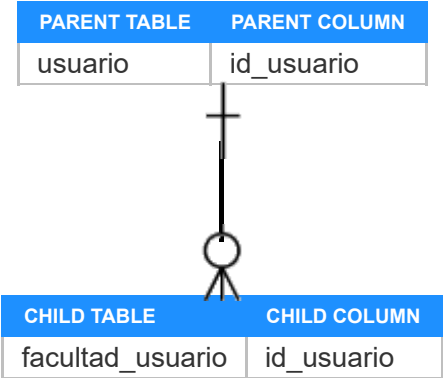 PARENT TABLE PARENT COLUMN
usuario id_usuario
CHILD TABLE CHILD COLUMN
facultad_usuario id_usuario